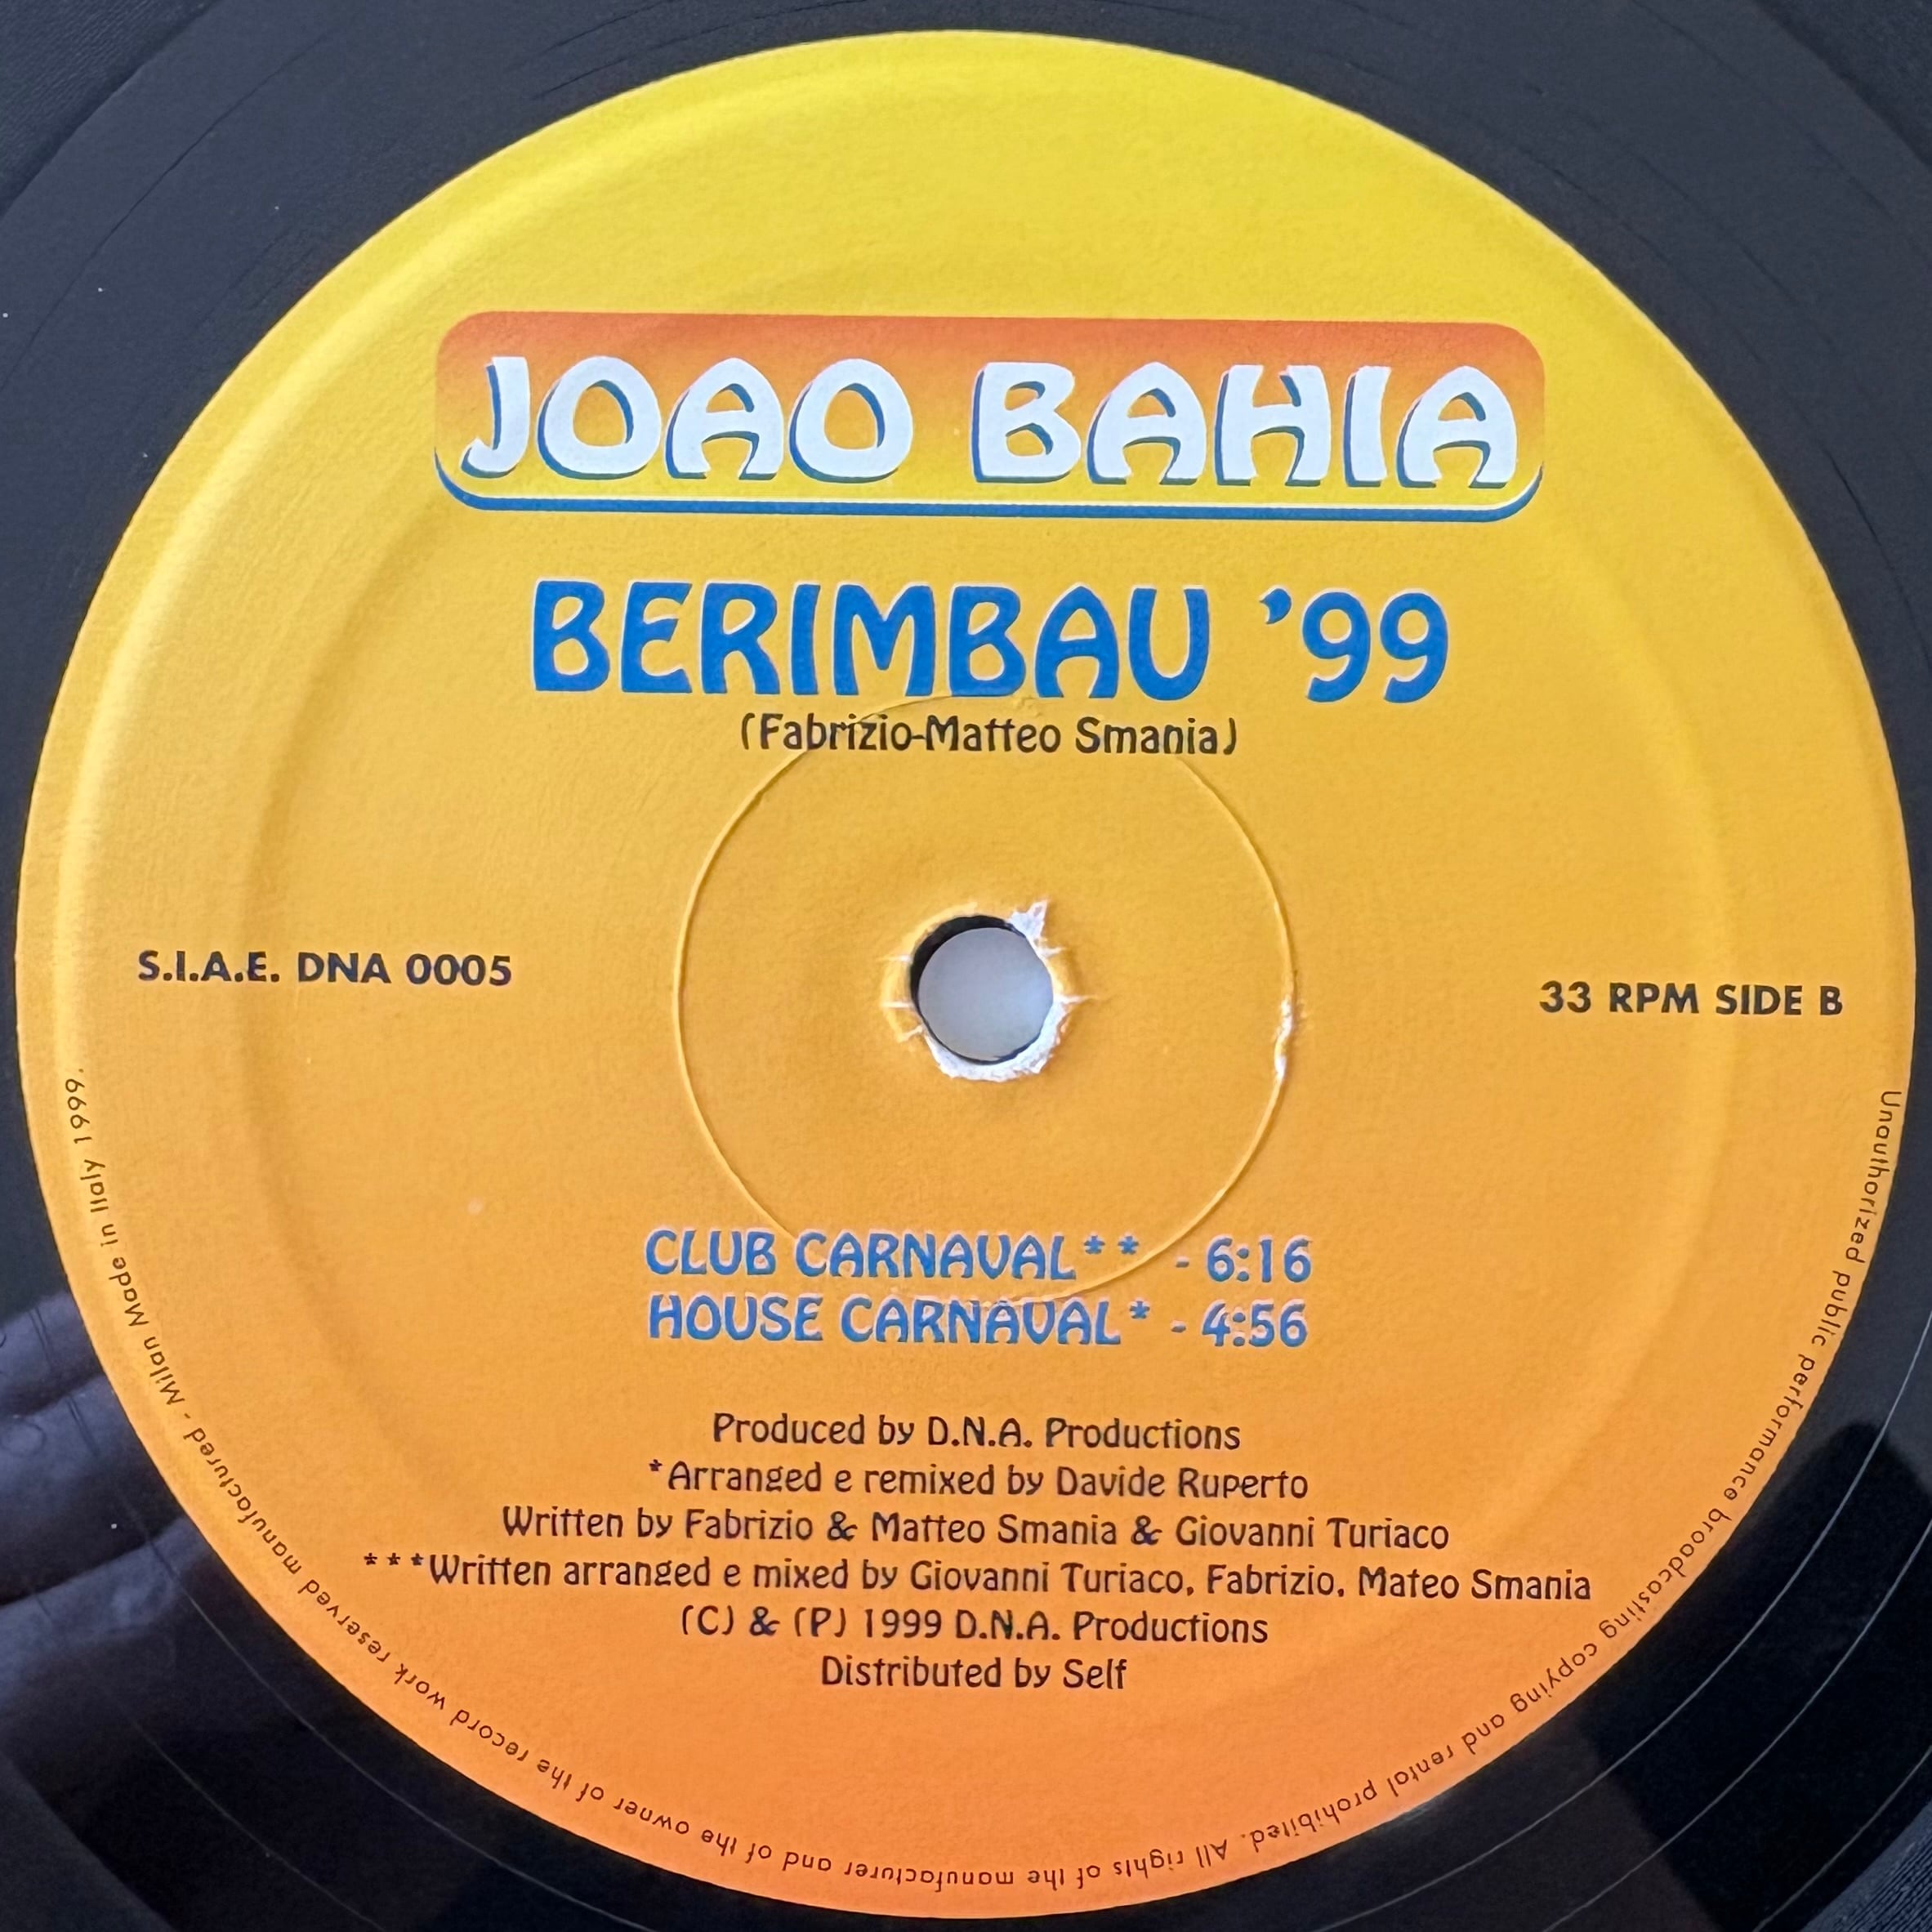 JOAO BAHIA
BERIMBAU '99
(Fabrizio-Matteo Smania)
S.I.A.E. DNA 0005
33 RPM SIDE B
CLUB CARNAVAL** - 6:16
HOUSE CARNAVAL* - 4:56
Produced by D.N.A. Productions
*Arranged e remixed by Davide Ruperto
Written by Fabrizio & Matteo Smania & Giovanni Turiaco
***Written arranged e mixed by Giovanni Turiaco, Fabrizio, Mateo Smania
(C) & (P) 1999 D.N.A. Productions
Distributed by Self
Unauthorized public performance broadcasting copying and rental prohibited. All rights of the manufacturer and of the owner of the record work reserved manufactured - Milan Made in Italy 1999.